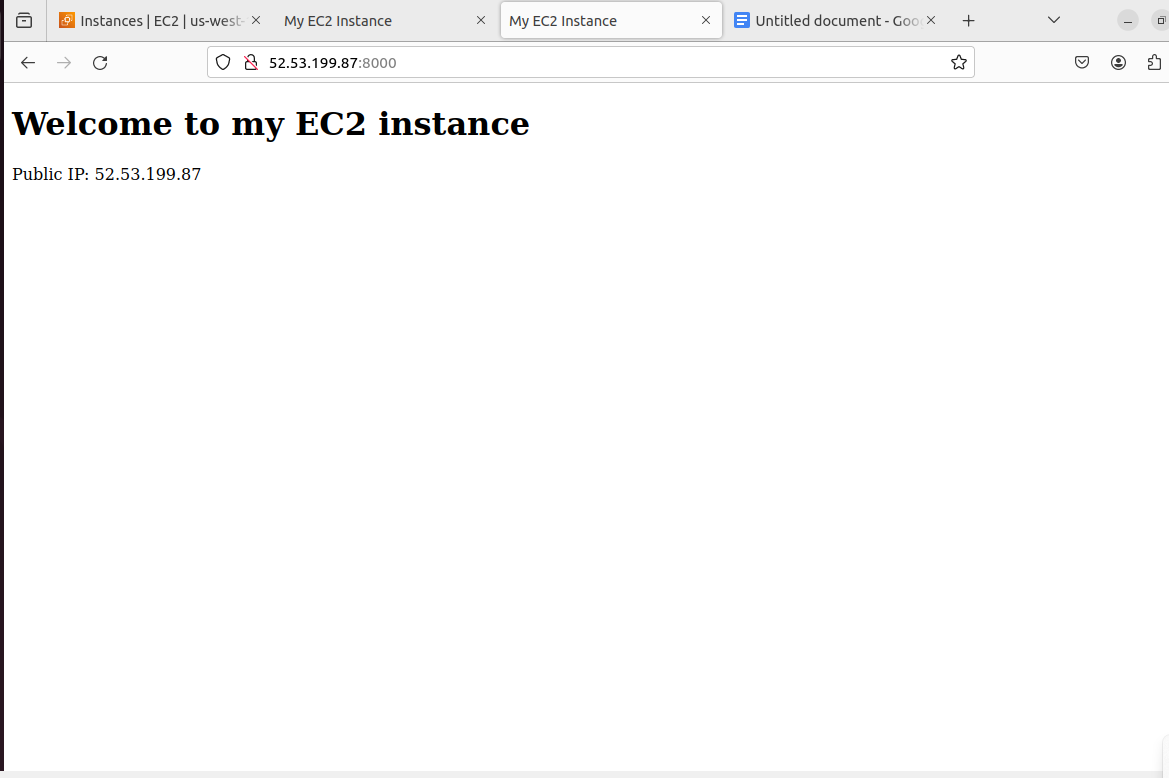 Instances | EC2 | us-west-
My EC2 Instance
My EC2 Instance
Untitled document - Goo
52.53.199.87:8000
Welcome to my EC2 instance
Public IP: 52.53.199.87